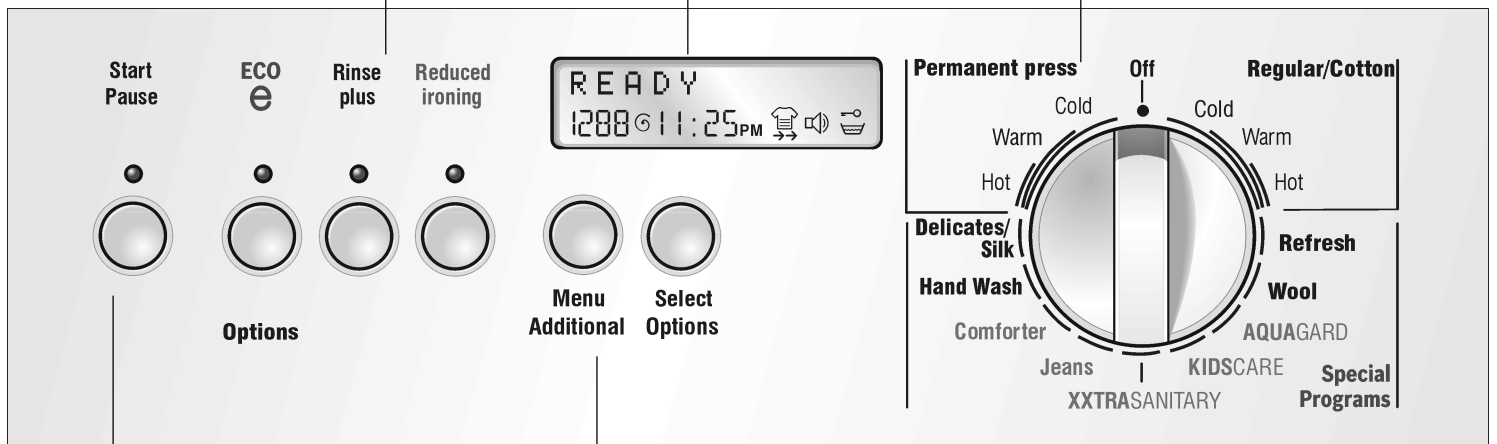 Start
Pause
ECO
e
Rinse
plus
Reduced
ironing
READY
1288 11:25PM
Menu
Additional
Select
Options
Options
Permanent press
Off
Regular/Cotton
Cold
Warm
Hot
Cold
Warm
Hot
Delicates/
Silk
Hand Wash
Comforter
Jeans
XXTRASANITARY
KIDSCARE
AQUAGARD
Wool
Refresh
Special
Programs